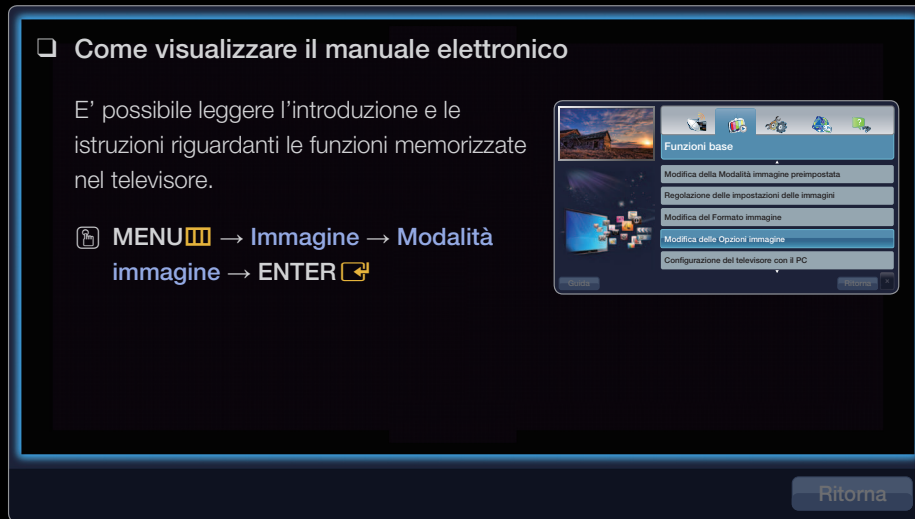 Come visualizzare il manuale elettronico
E' possibile leggere l'introduzione e le
istruzioni riguardanti le funzioni memorizzate
nel televisore.
MENU → Immagine → Modalità
immagine → ENTER
Funzioni base
Modifica della Modalità immagine preimpostata
Regolazione delle impostazioni delle immagini
Modifica del Formato immagine
Modifica delle Opzioni immagine
Configurazione del televisore con il PC
Guida
Ritorna
Ritorna